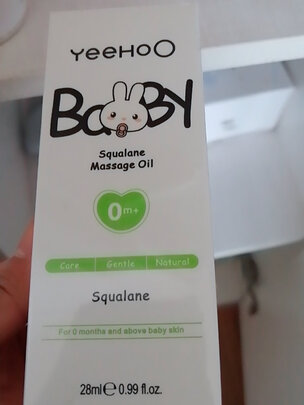 YeeHoO
BaBY
Squalane
Massage Oil
0m+
Care Gentle Natural
Squalane
For 0 months and above baby skin
28ml ℮ 0.99 fl.oz.